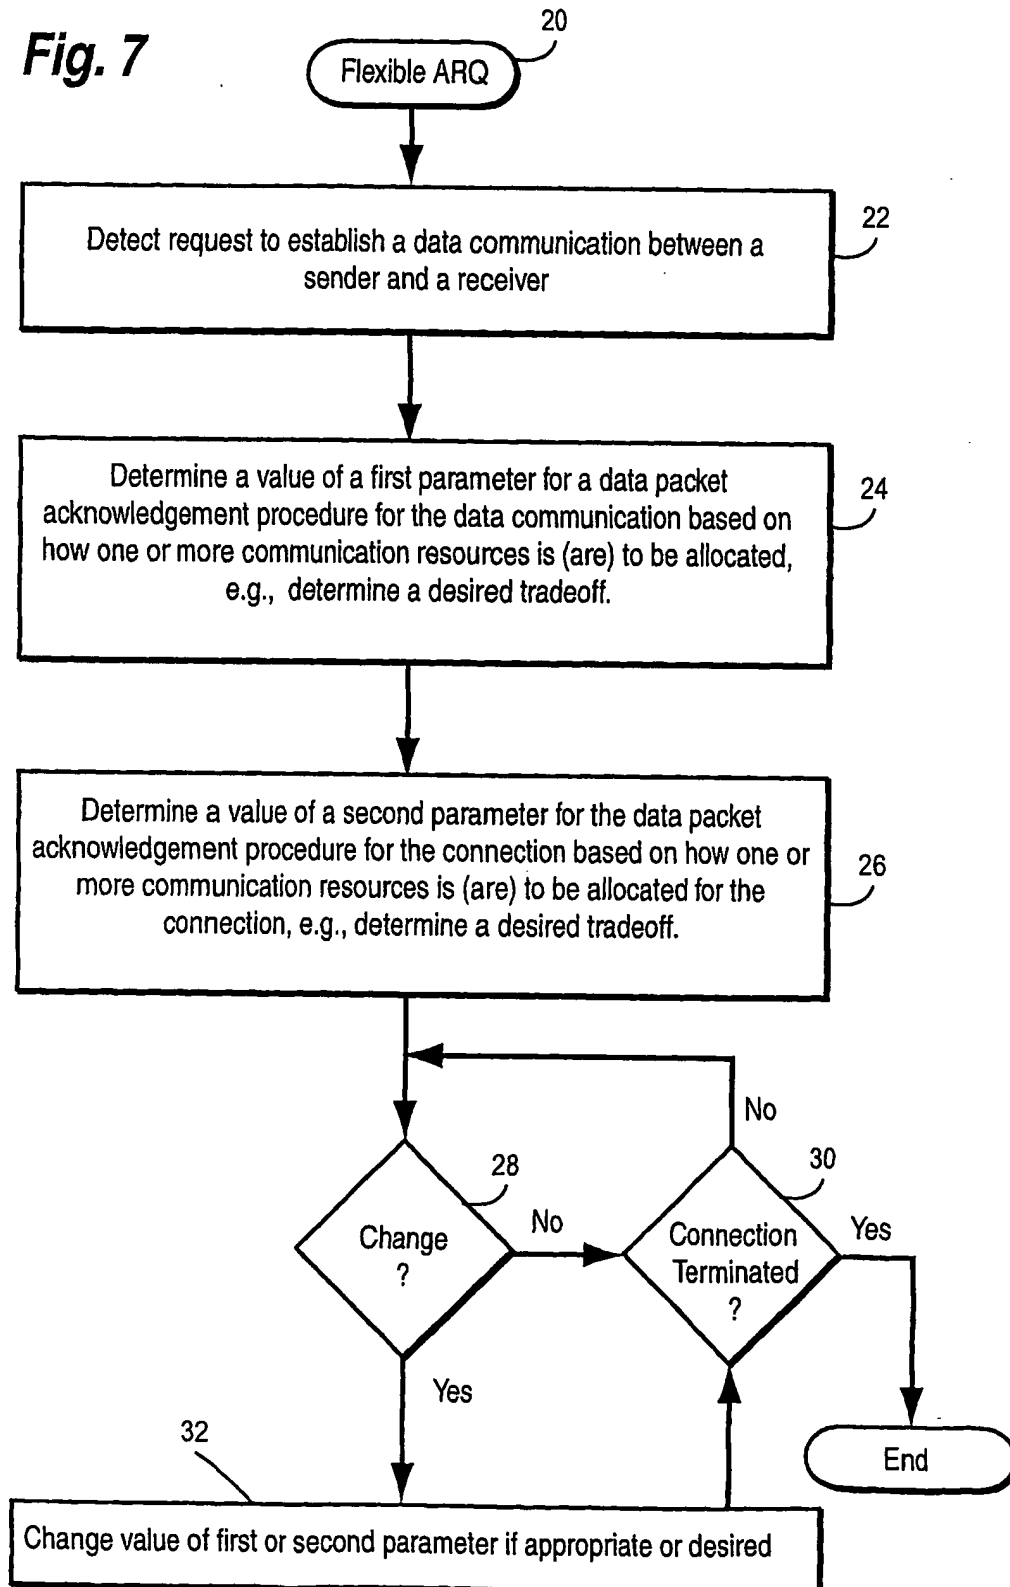 Fig. 7
20
Flexible ARQ
22
Detect request to establish a data communication between a
sender and a receiver
24
Determine a value of a first parameter for a data packet
acknowledgement procedure for the data communication based on
how one or more communication resources is (are) to be allocated,
e.g., determine a desired tradeoff.
26
Determine a value of a second parameter for the data packet
acknowledgement procedure for the connection based on how one or
more communication resources is (are) to be allocated for the
connection, e.g., determine a desired tradeoff.
No
28
30
Change
?
No
Connection
Terminated
?
Yes
Yes
32
End
Change value of first or second parameter if appropriate or desired